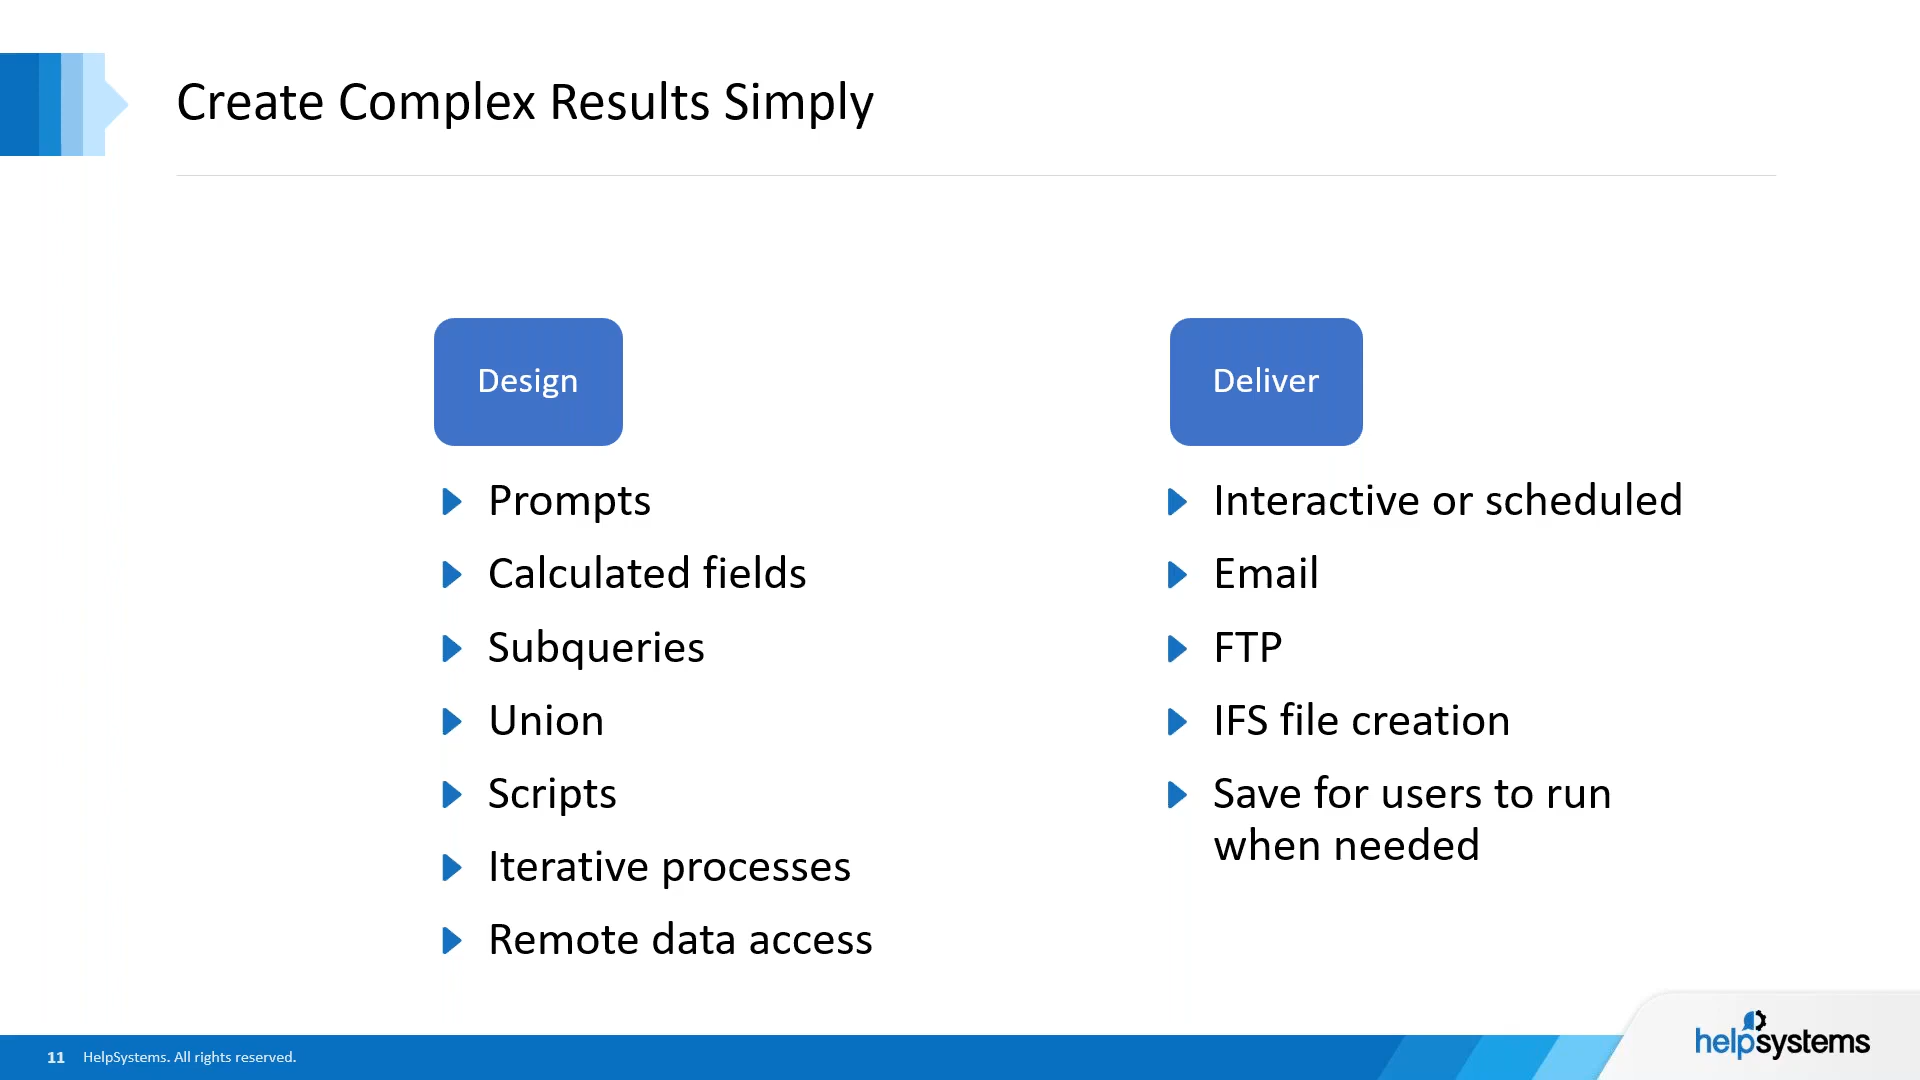 Create Complex Results Simply
Design
Prompts
Calculated fields
Subqueries
Union
Scripts
Iterative processes
Remote data access
Deliver
Interactive or scheduled
Email
FTP
IFS file creation
Save for users to run
when needed
11 HelpSystems. All rights reserved.
helpsystems